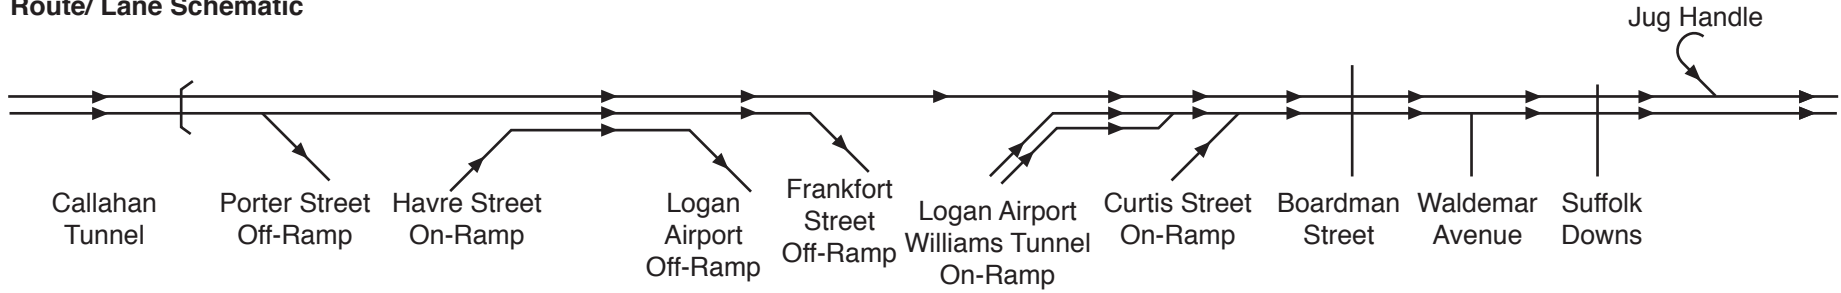 Route/ Lane Schematic
Jug Handle
Callahan
Tunnel
Porter Street
Off-Ramp
Havre Street
On-Ramp
Logan
Airport
Off-Ramp
Frankfort
Street
Off-Ramp
Logan Airport
Williams Tunnel
On-Ramp
Curtis Street
On-Ramp
Boardman
Street
Waldemar
Avenue
Suffolk
Downs